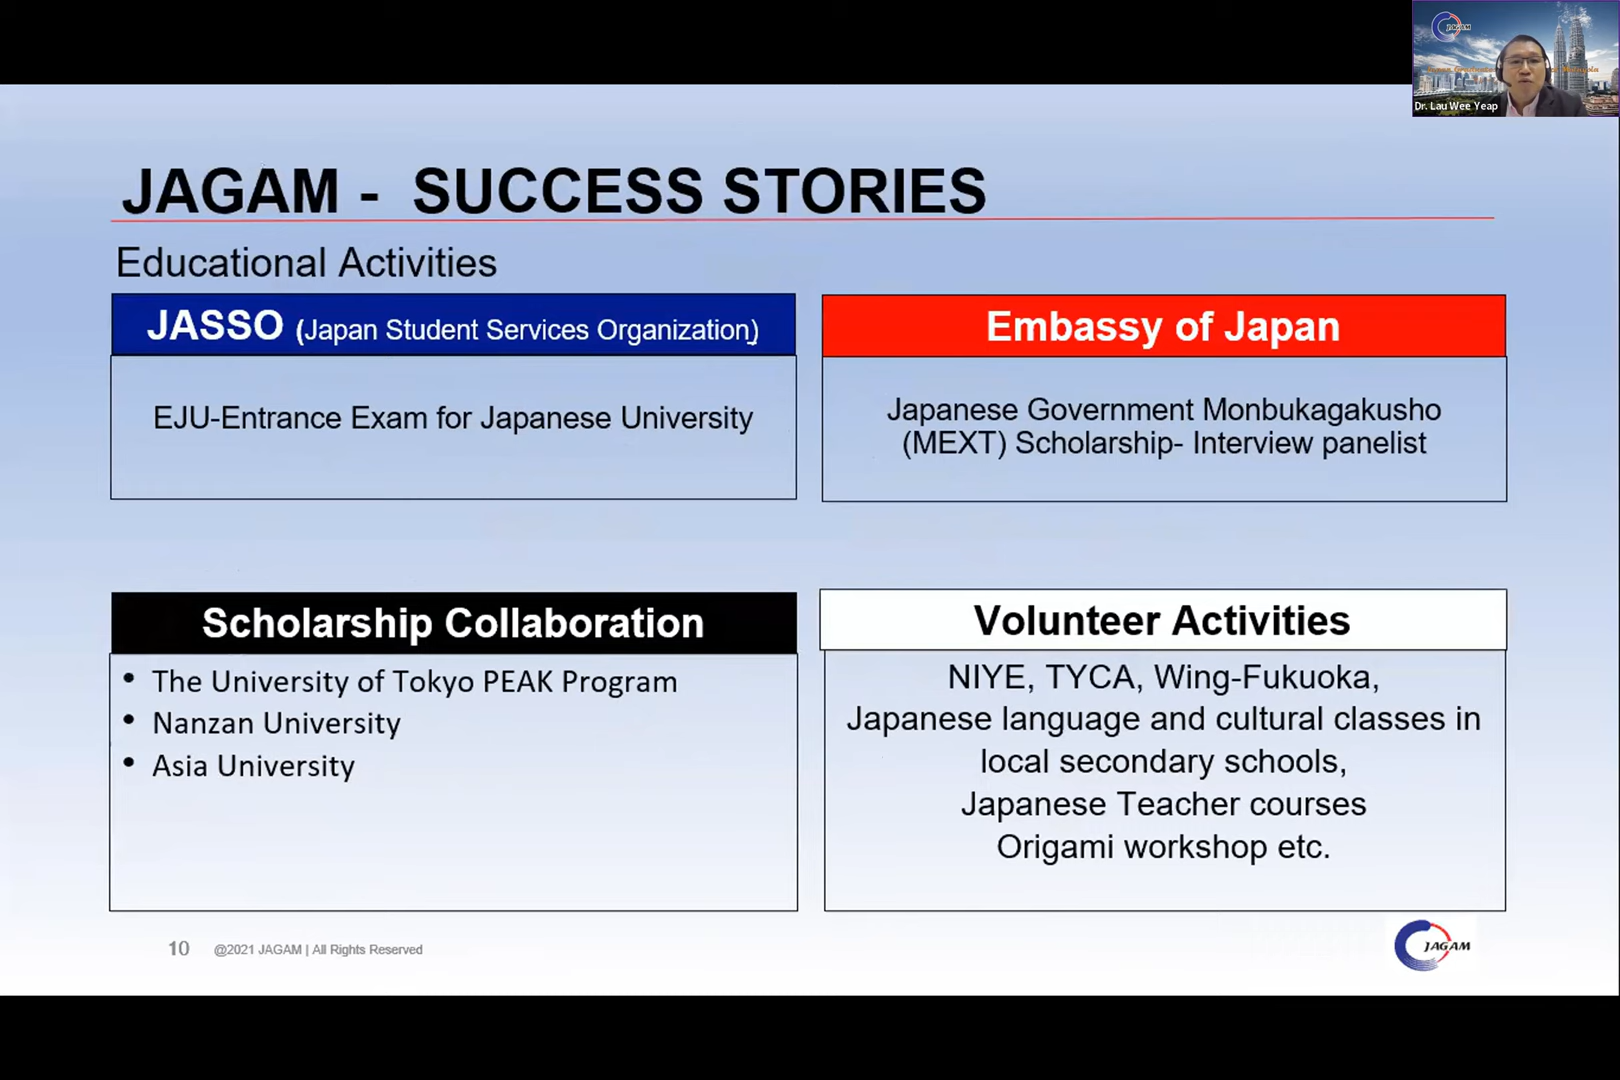 JAGAM
Dr. Lau Wee Yeap
JAGAM - SUCCESS STORIES
Educational Activities
JASSO (Japan Student Services Organization)
EJU-Entrance Exam for Japanese University
Embassy of Japan
Japanese Government Monbukagakusho
(MEXT) Scholarship- Interview panelist
Scholarship Collaboration
• The University of Tokyo PEAK Program
• Nanzan University
• Asia University
Volunteer Activities
NIYE, TYCA, Wing-Fukuoka,
Japanese language and cultural classes in
local secondary schools,
Japanese Teacher courses
Origami workshop etc.
10 @2021 JAGAM | All Rights Reserved
JAGAM